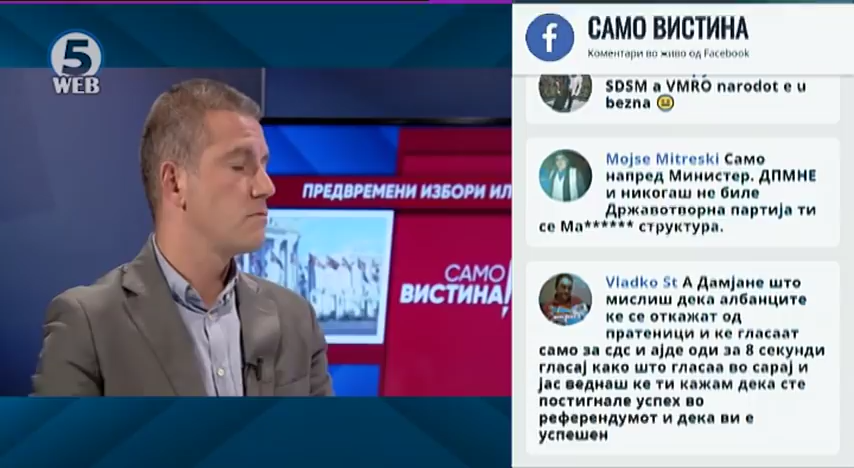 5
WEB
ПРЕДВРЕМЕНИ ИЗБОРИ ИЛ
САМО
ВИСТИНА!
САМО ВИСТИНА
Коментари во живо од Facebook
SDSM a VMRO narodot e u
bezna
Mojse Mitreski Само
напред Министер. ДПМНЕ
и никогаш не биле
Државотворна партија ти
се Ма****** структура.
Vladko St А Дамјане што
мислиш дека албанците
ке се откажат од
пратеници и ке гласаат
само за сдс и ајде оди за 8 секунди
гласај како што гласаа во сарај и
јас веднаш ке ти кажам дека сте
постигнале успех во
референдумот и дека ви е
успешен